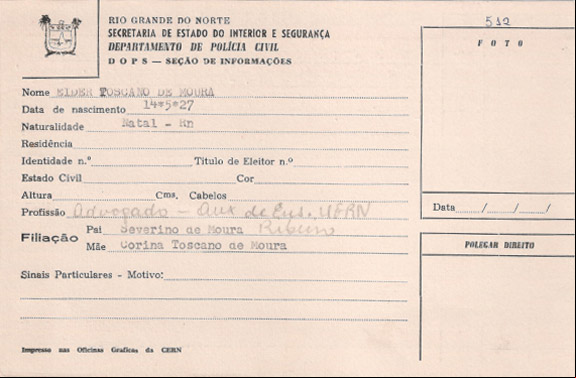 RIO GRANDE DO NORTE
SECRETARIA DE ESTADO DO INTERIOR E SEGURANÇA
DEPARTAMENTO DE POLÍCIA CIVIL
DOPS — SEÇÃO DE INFORMAÇÕES
512
FOTO
Nome EIDER TOSCANO DE MOURA
Data de nascimento 14*5*27
Naturalidade Natal - Rn
Residência
Identidade n.º Titulo de Eleitor n.º
Estado Civil Cor
Altura Cms. Cabelos
Profissão Advogado - Aux de Ens. UFRN
Data / / /
Filiação
Pai Severino de Moura Ribeiro
Mãe Corina Toscano de Moura
POLEGAR DIREITO
Sinais Particulares - Motivo:
Impresso nas Oficinas Graficas da CERN